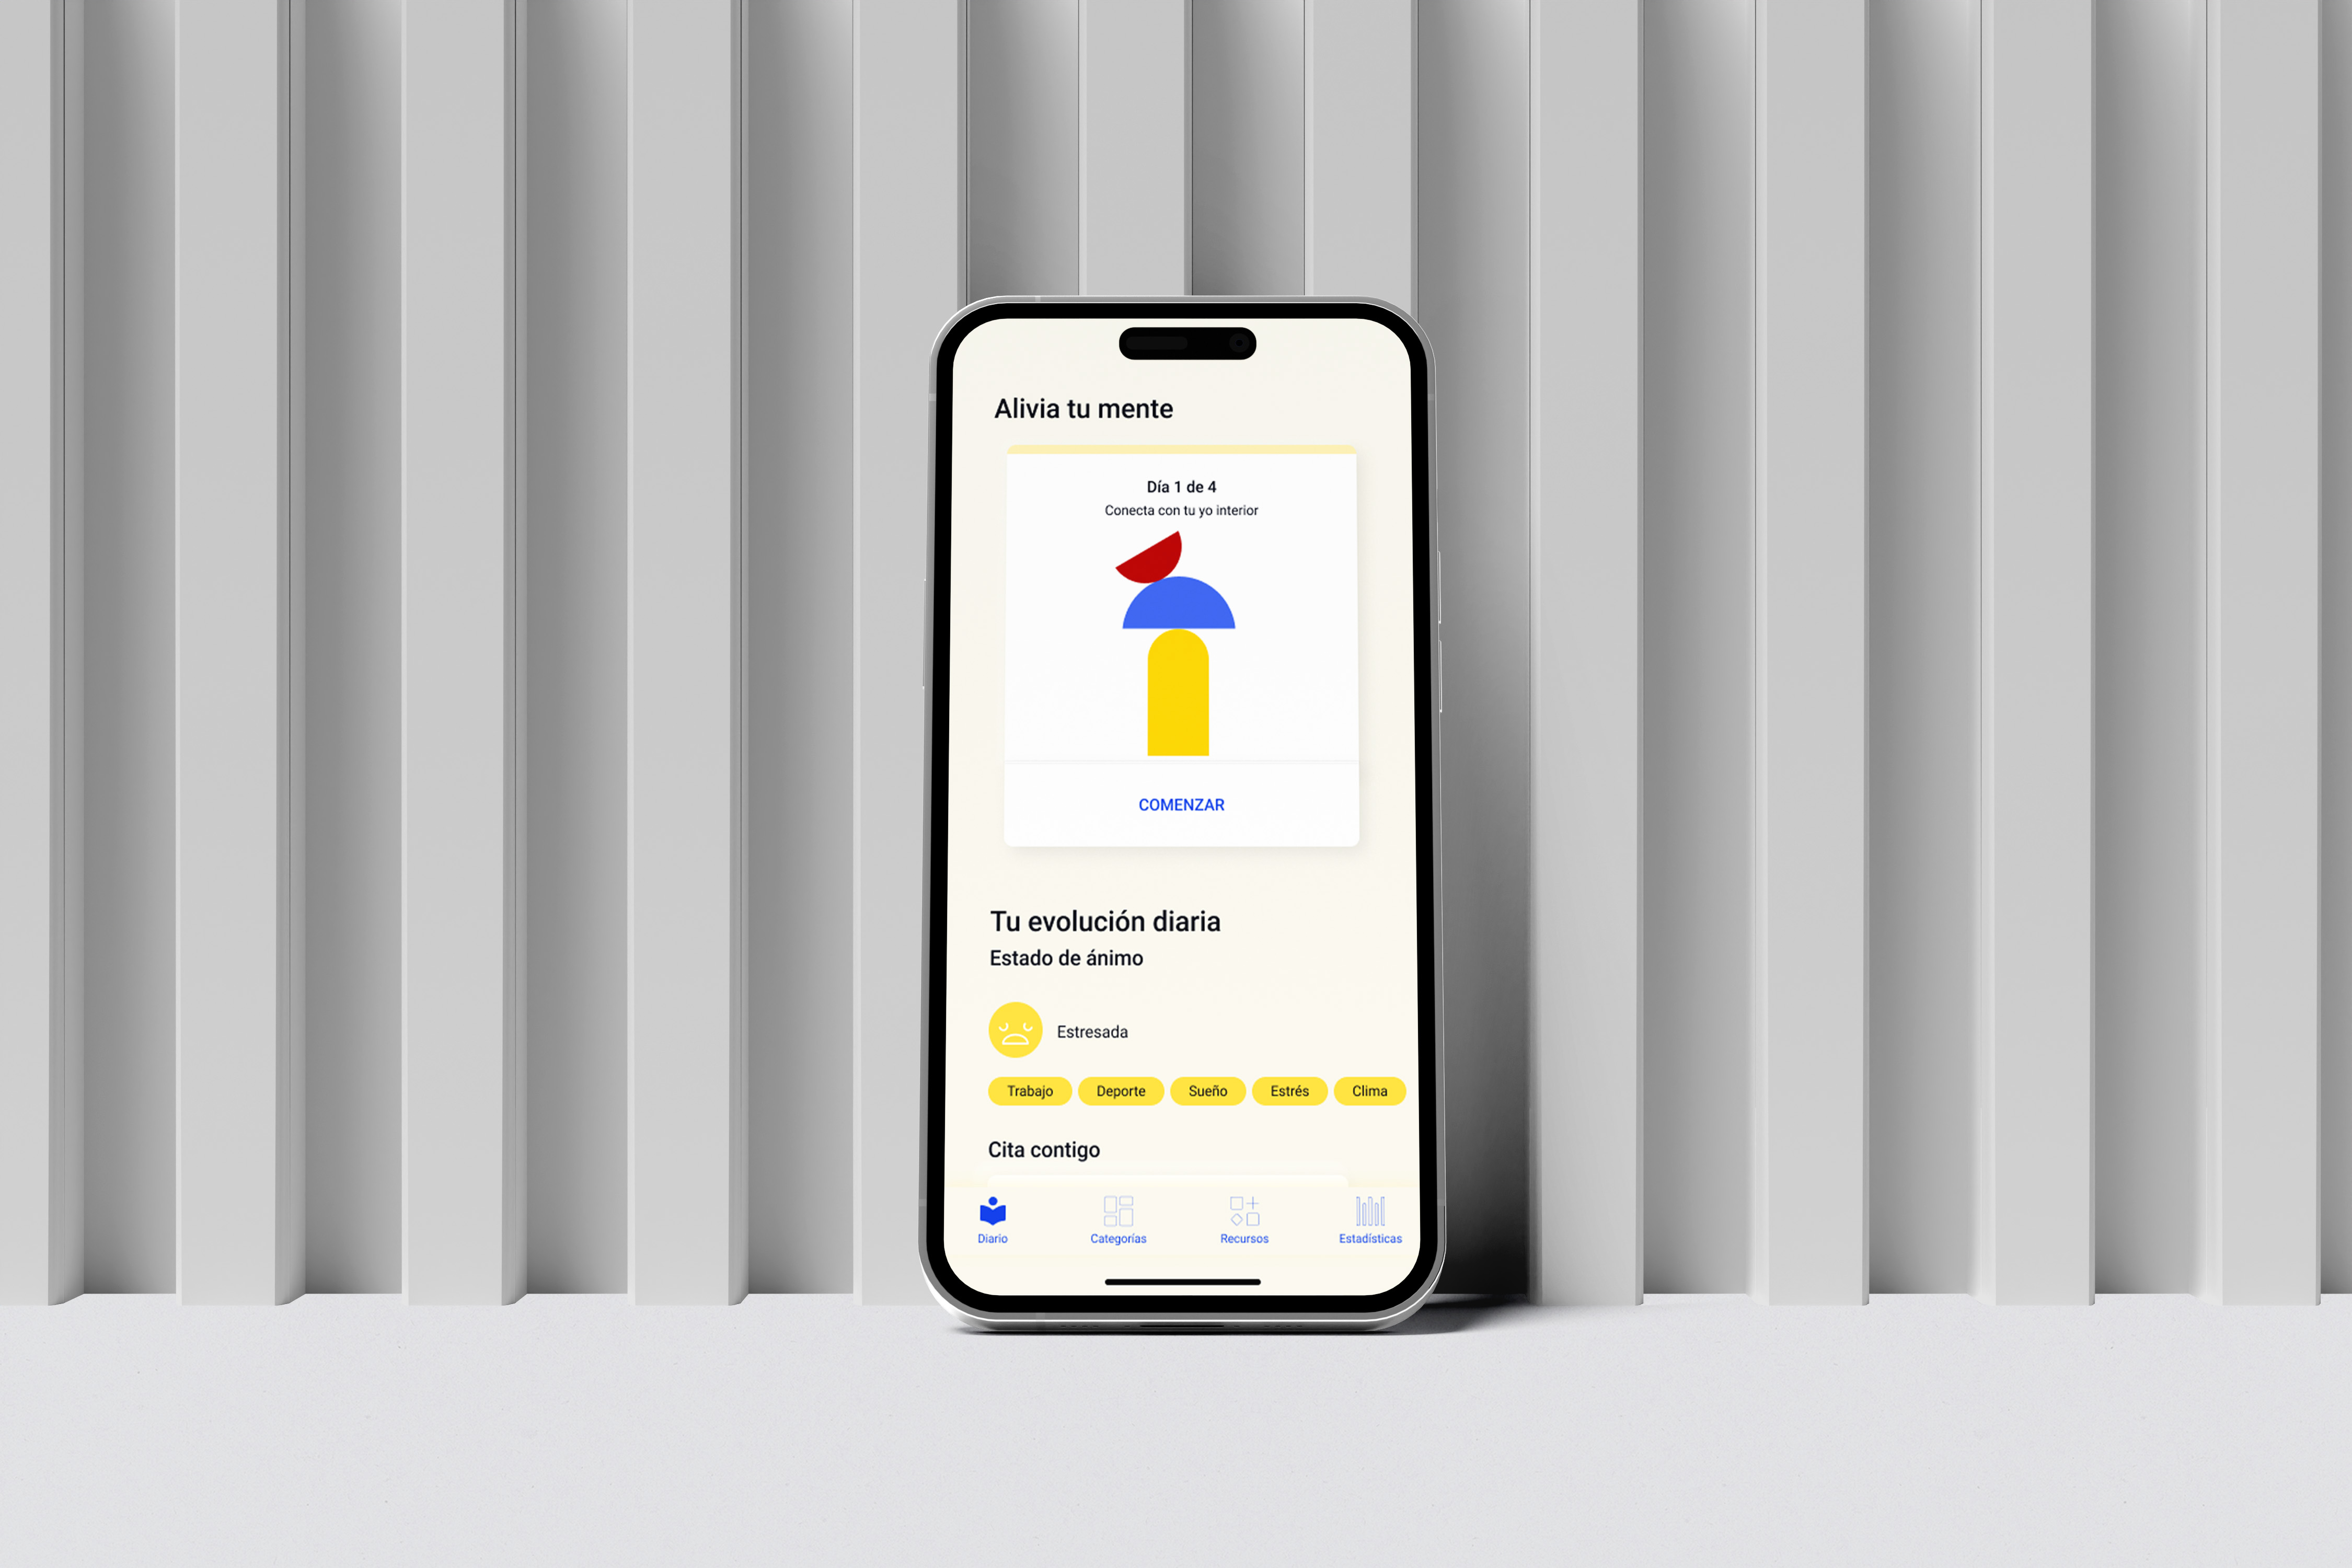 Alivia tu mente
Día 1 de 4
Conecta con tu yo interior
COMENZAR
Tu evolución diaria
Estado de ánimo
Estresada
Trabajo Deporte Sueño Estrés Clima
Cita contigo
Diario Categorías Recursos Estadísticas